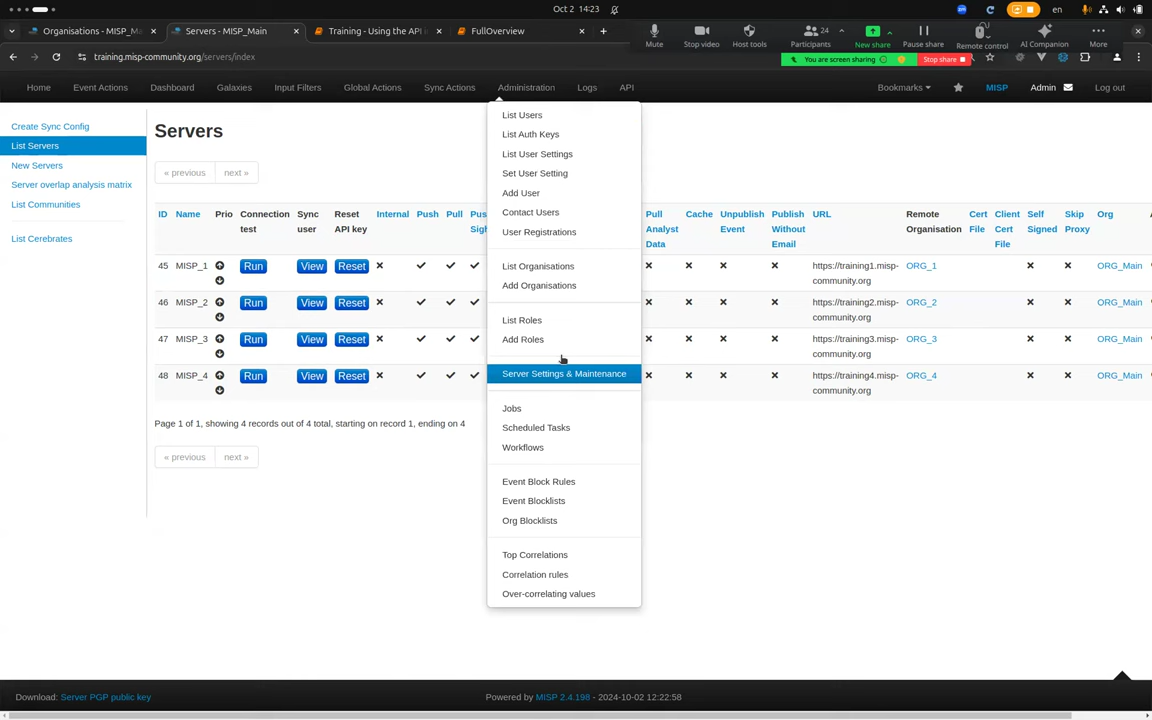 Oct 2 14:23
en
Organisations - MISP_M
Servers - MISP_Main
Training - Using the API i
FullOverview
Mute
Stop video
Host tools
Participants
24
New share
Pause share
Remote control
AI Companion
More
You are screen sharing
Stop share
training.misp-community.org/servers/index
Home
Event Actions
Dashboard
Galaxies
Input Filters
Global Actions
Sync Actions
Administration
Logs
API
Bookmarks
MISP
Admin
Log out
Create Sync Config
List Servers
New Servers
Server overlap analysis matrix
List Communities
List Cerebrates
Servers
« previous
next »
ID Name Prio Connection test Sync user Reset API key Internal Push Pull Pus Sigh Pull Analyst Data Cache Unpublish Event Publish Without Email URL Remote Organisation Cert File Client Cert File Self Signed Skip Proxy Org
45 MISP_1 Run View Reset https://training1.misp-community.org ORG_1 ORG_Main
46 MISP_2 Run View Reset https://training2.misp-community.org ORG_2 ORG_Main
47 MISP_3 Run View Reset https://training3.misp-community.org ORG_3 ORG_Main
48 MISP_4 Run View Reset https://training4.misp-community.org ORG_4 ORG_Main
Page 1 of 1, showing 4 records out of 4 total, starting on record 1, ending on 4
« previous
next »
List Users
List Auth Keys
List User Settings
Set User Setting
Add User
Contact Users
User Registrations
List Organisations
Add Organisations
List Roles
Add Roles
Server Settings & Maintenance
Jobs
Scheduled Tasks
Workflows
Event Block Rules
Event Blocklists
Org Blocklists
Top Correlations
Correlation rules
Over-correlating values
Download: Server PGP public key
Powered by MISP 2.4.198 - 2024-10-02 12:22:58